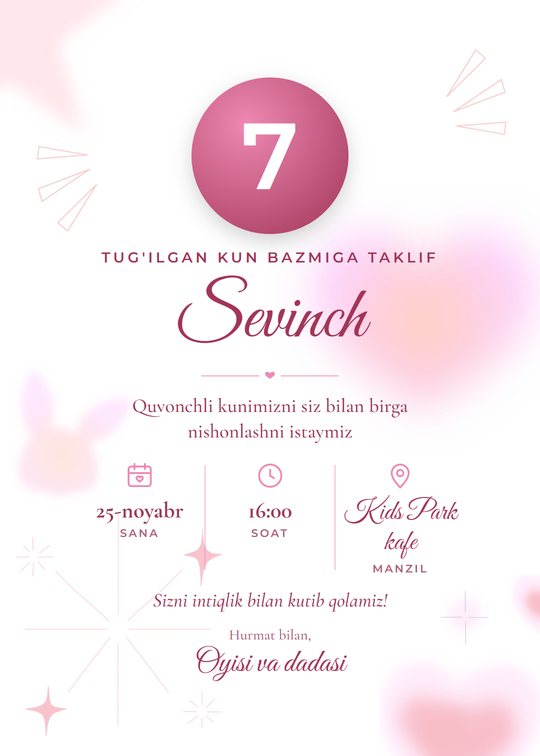 7
TUG'ILGAN KUN BAZMIGA TAKLIF
Sevinch
Quvonchli kunimizni siz bilan birga
nishonlashni istaymiz
25-noyabr
SANA
16:00
SOAT
Kids Park
kafe
MANZIL
Sizni intiqlik bilan kutib qolamiz!
Hurmat bilan,
Oyisi va dadasi